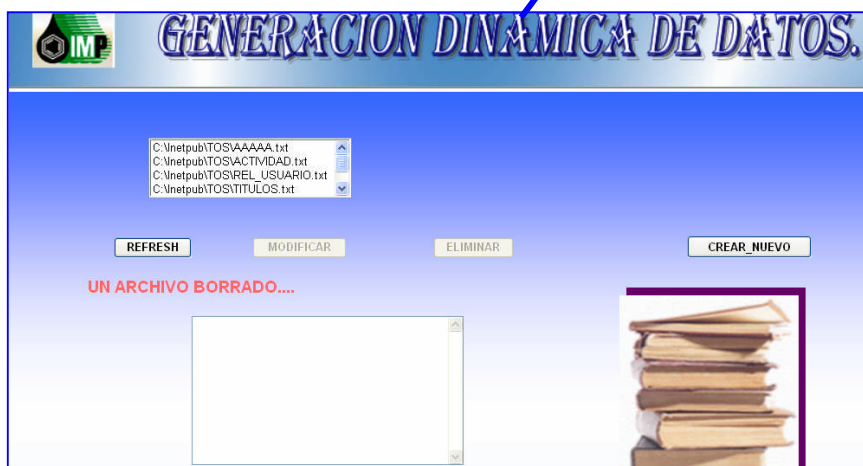 IMP
GENERACION DINAMICA DE DATOS.
C:\Inetpub\TOS\AAAAA.txt
C:\Inetpub\TOS\ACTIVIDAD.txt
C:\Inetpub\TOS\REL_USUARIO.txt
C:\Inetpub\TOS\TITULOS.txt
REFRESH
MODIFICAR
ELIMINAR
CREAR_NUEVO
UN ARCHIVO BORRADO....